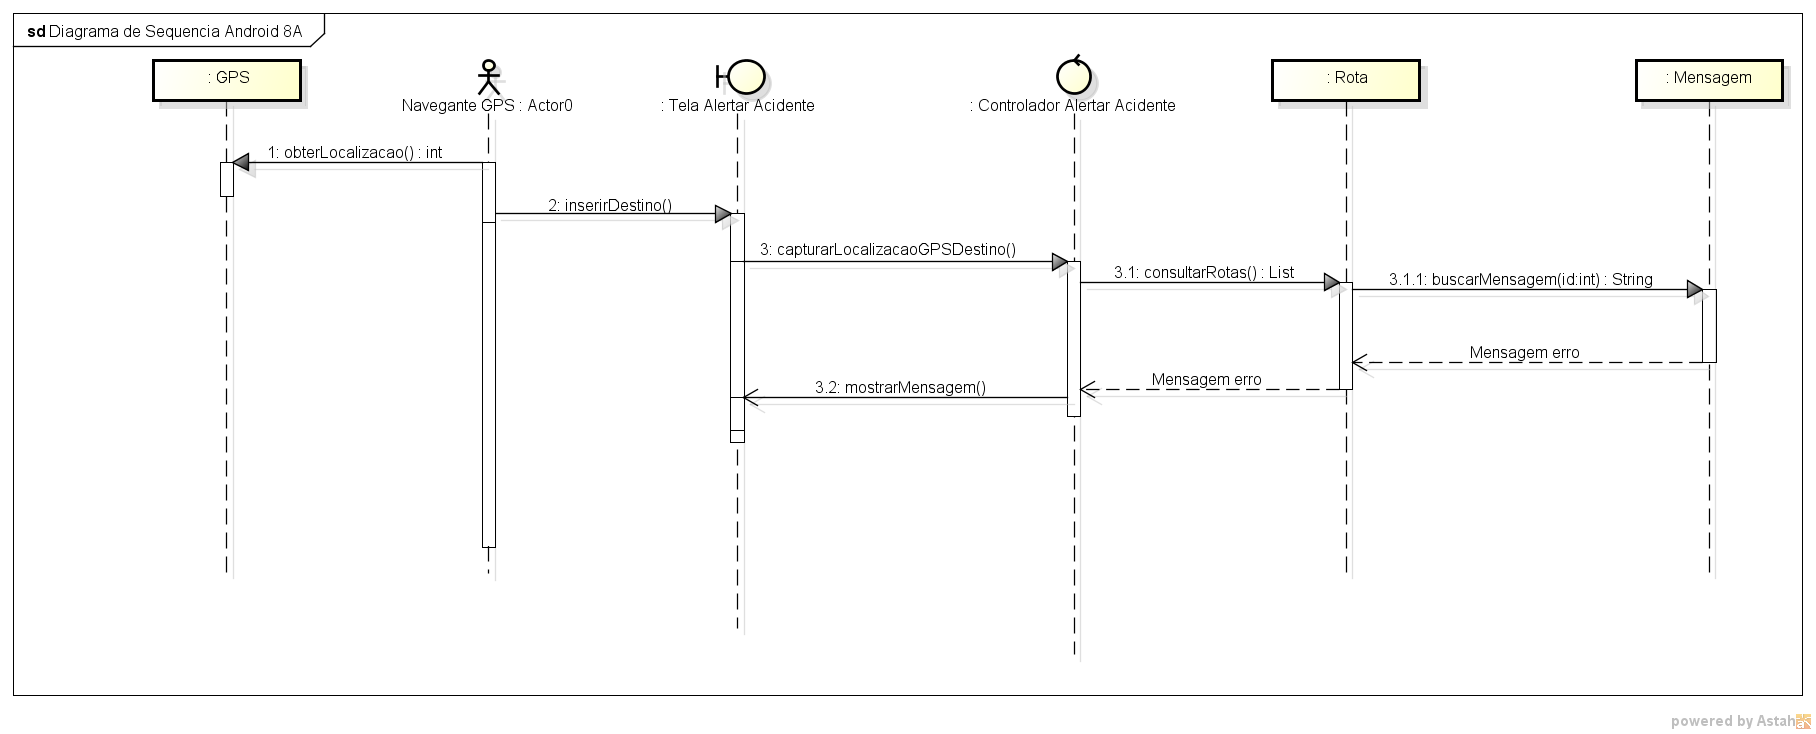 sd Diagrama de Sequencia Android 8A
: GPS
Navegante GPS : Actor0
: Tela Alertar Acidente
: Controlador Alertar Acidente
: Rota
: Mensagem
1: obterLocalizacao() : int
2: inserirDestino()
3: capturarLocalizacaoGPSDestino()
3.1: consultarRotas() : List
3.1.1: buscarMensagem(id:int) : String
Mensagem erro
Mensagem erro
3.2: mostrarMensagem()
powered by Astah